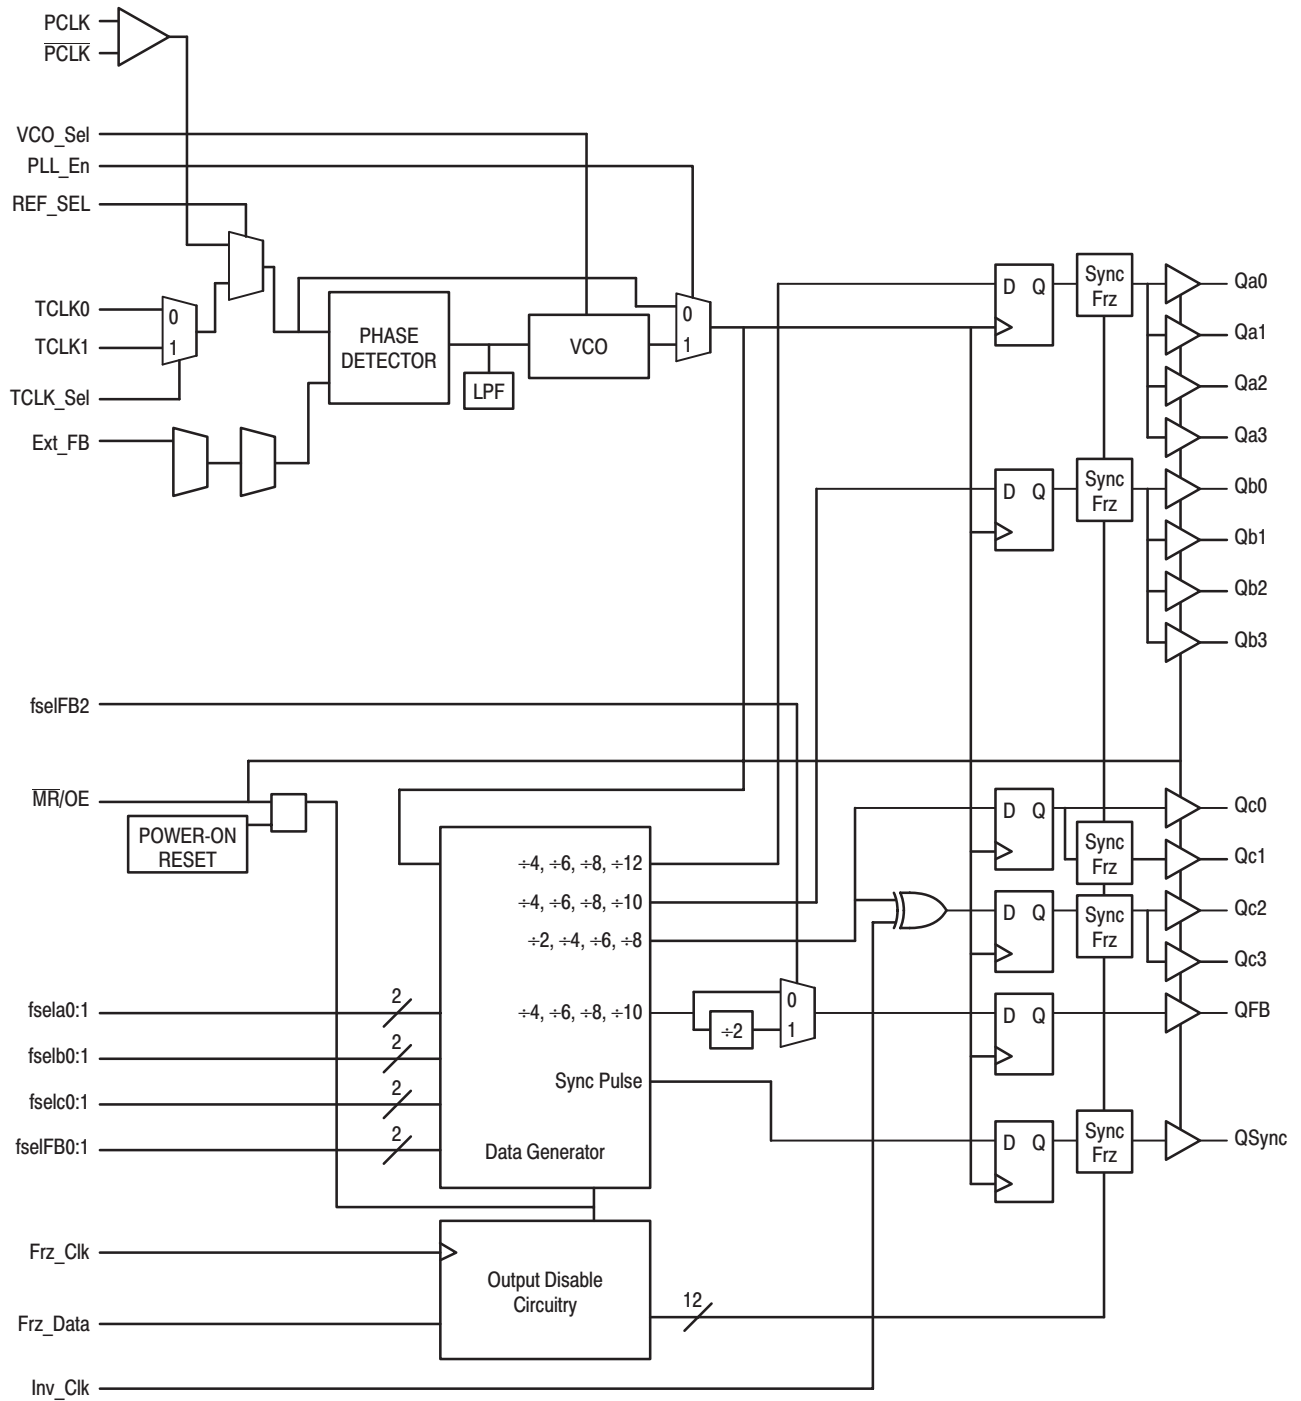 PCLK
PCLK
VCO_Sel
PLL_En
REF_SEL
TCLK0
TCLK1
TCLK_Sel
Ext_FB
0
1
PHASE
DETECTOR
LPF
VCO
0
1
D Q
Sync
Frz
Qa0
Qa1
Qa2
Qa3
D Q
Sync
Frz
Qb0
Qb1
Qb2
Qb3
fselFB2
MR/OE
POWER-ON
RESET
÷4, ÷6, ÷8, ÷12
÷4, ÷6, ÷8, ÷10
÷2, ÷4, ÷6, ÷8
÷4, ÷6, ÷8, ÷10
Sync Pulse
Data Generator
fsela0:1
2
fselb0:1
2
fselc0:1
2
fselFB0:1
2
÷2
0
1
D Q
Sync
Frz
Qc0
Qc1
D Q
Sync
Frz
Qc2
Qc3
D Q
QFB
D Q
Sync
Frz
QSync
Frz_Clk
Frz_Data
Output Disable
Circuitry
12
Inv_Clk